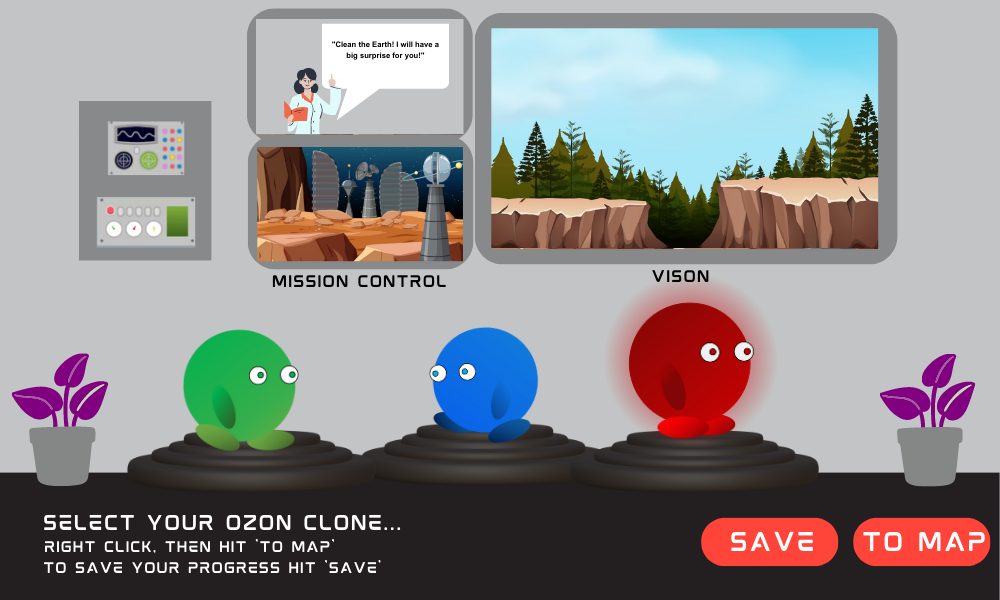 "Clean the Earth! I will have a
big surprise for you!"
MISSION CONTROL
VISON
SELECT YOUR OZON CLONE...
RIGHT CLICK, THEN HIT 'TO MAP'
TO SAVE YOUR PROGRESS HIT 'SAVE'
SAVE
TO MAP